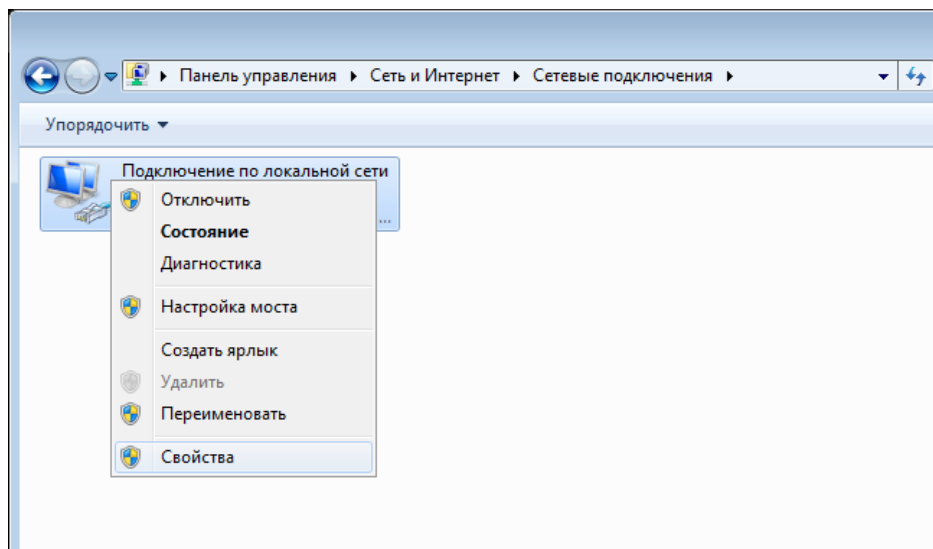 Панель управления Сеть и Интернет Сетевые подключения
Упорядочить
Подключение по локальной сети
Отключить
...
Состояние
Диагностика
Настройка моста
Создать ярлык
Удалить
Переименовать
Свойства